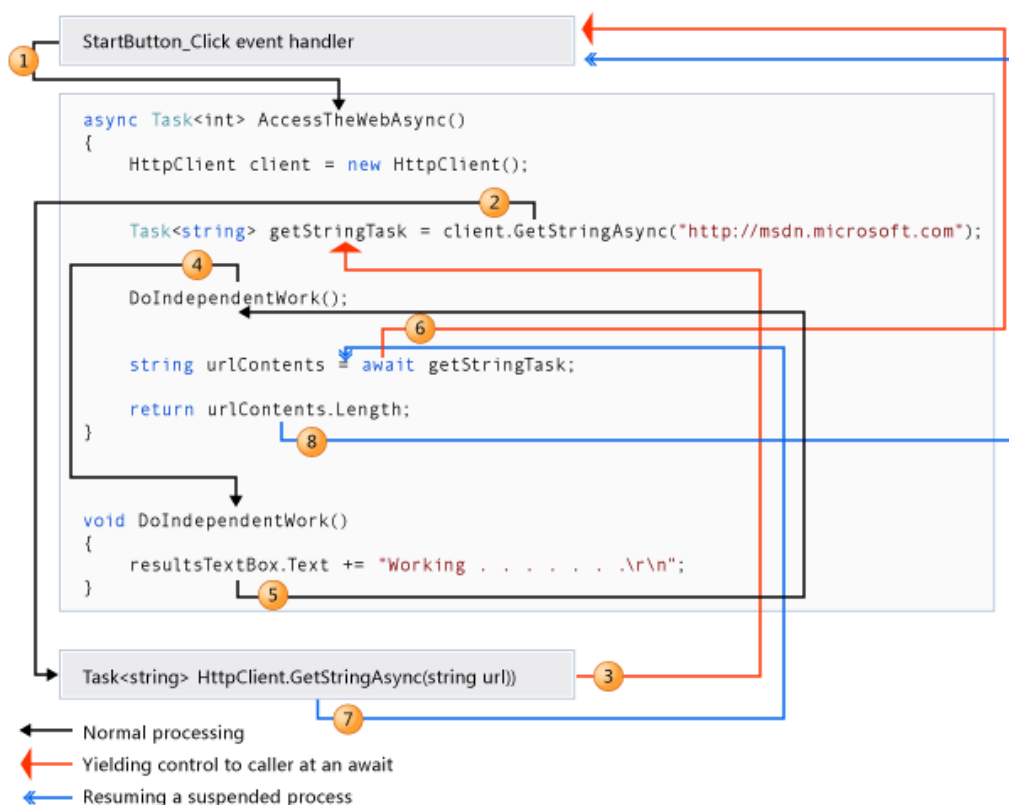 StartButton_Click event handler
1
async Task<int> AccessTheWebAsync()
{
HttpClient client = new HttpClient();
2
Task<string> getStringTask = client.GetStringAsync("http://msdn.microsoft.com");
4
DoIndependentWork();
6
string urlContents = await getStringTask;
return urlContents.Length;
}
8
void DoIndependentWork()
{
resultsTextBox.Text += "Working . . . . . . .\r\n";
}
5
Task<string> HttpClient.GetStringAsync(string url))
3
7
Normal processing
Yielding control to caller at an await
Resuming a suspended process